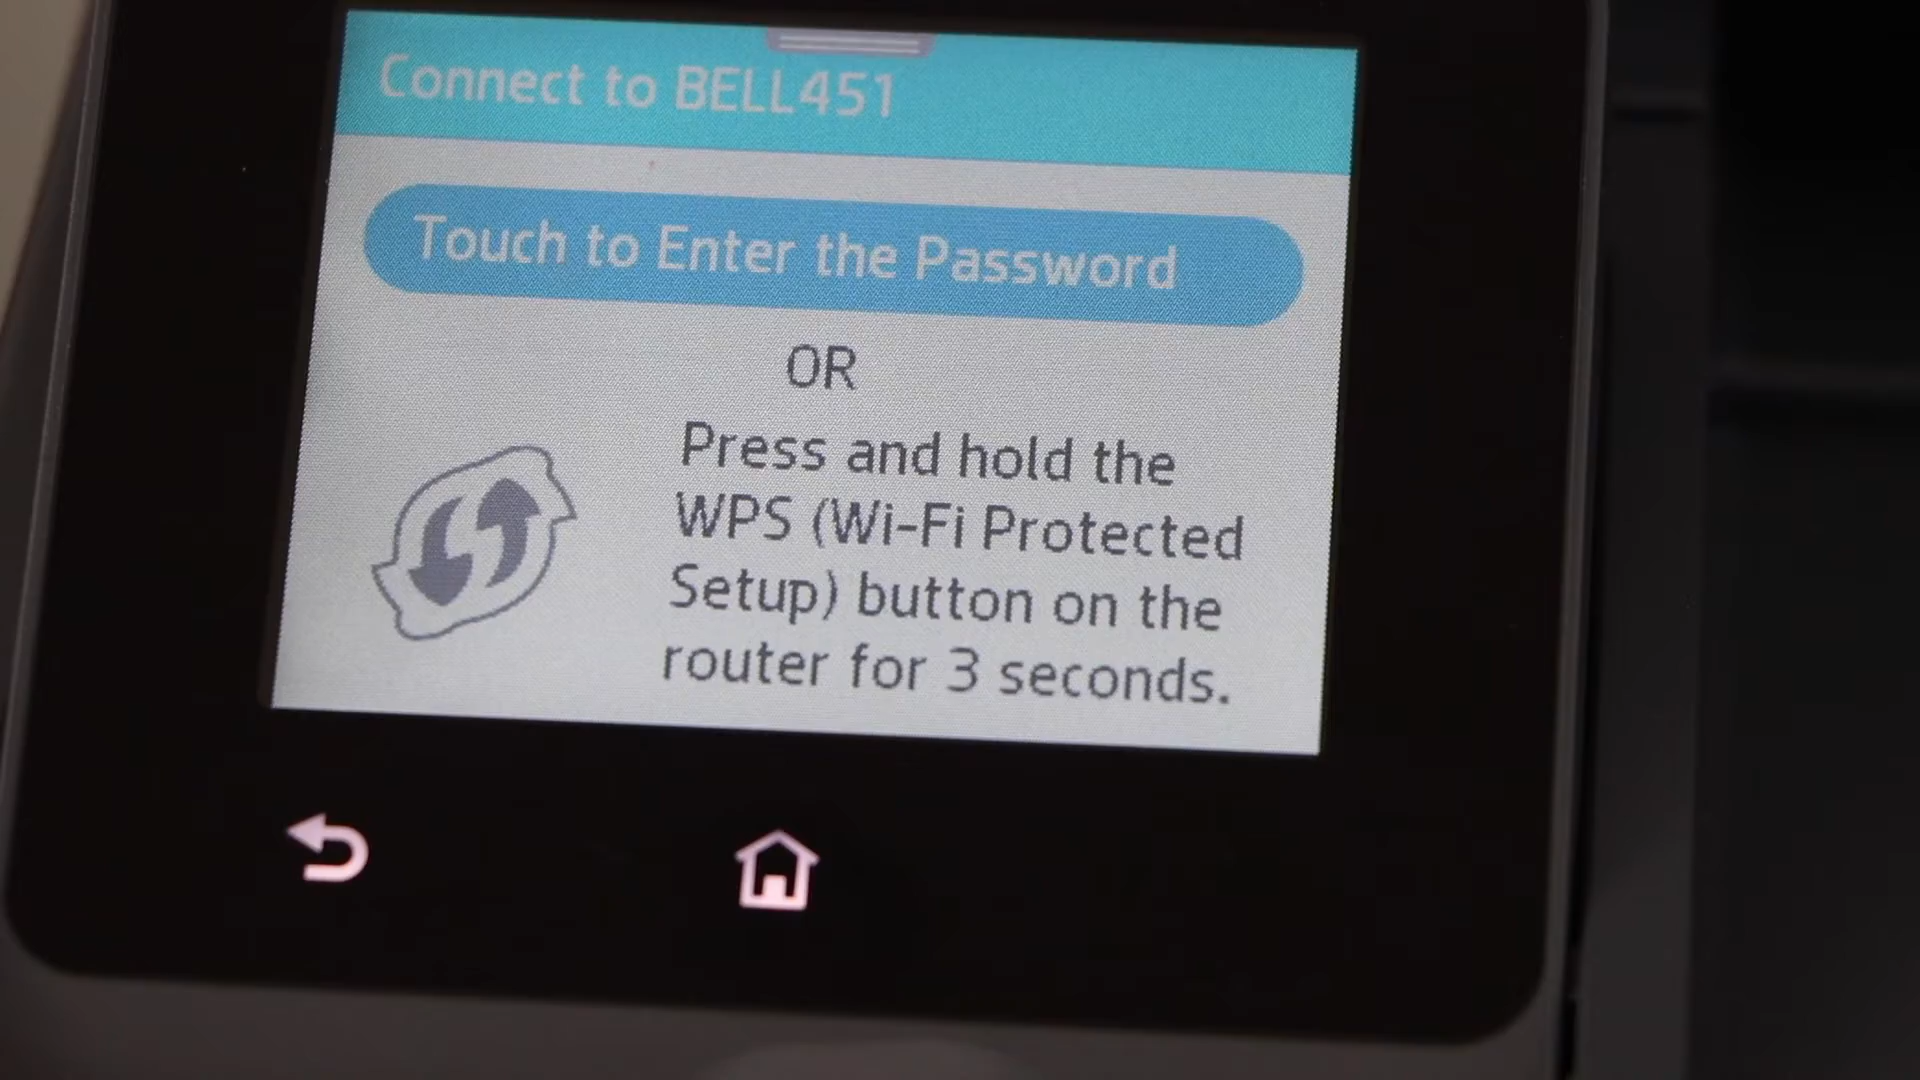 Connect to BELL451
Touch to Enter the Password
OR
Press and hold the
WPS (Wi-Fi Protected
Setup) button on the
router for 3 seconds.